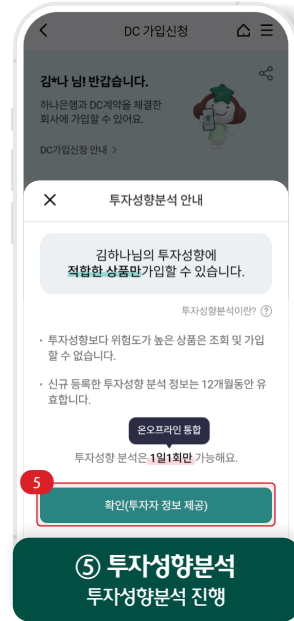 DC 가입신청
김*나 님! 반갑습니다.
하나은행과 DC계약을 체결한
회사에 가입할 수 있어요.
DC가입신청 안내 >
투자성향분석 안내
김하나님의 투자성향에
적합한 상품만가입할 수 있습니다.
투자성향분석이란? ?
· 투자성향보다 위험도가 높은 상품은 조회 및 가입
할 수 없습니다.
· 신규 등록한 투자성향 분석 정보는 12개월동안 유
효합니다.
온오프라인 통합
투자성향 분석은 1일1회만 가능해요.
5
확인(투자자 정보 제공)
⑤ 투자성향분석
투자성향분석 진행